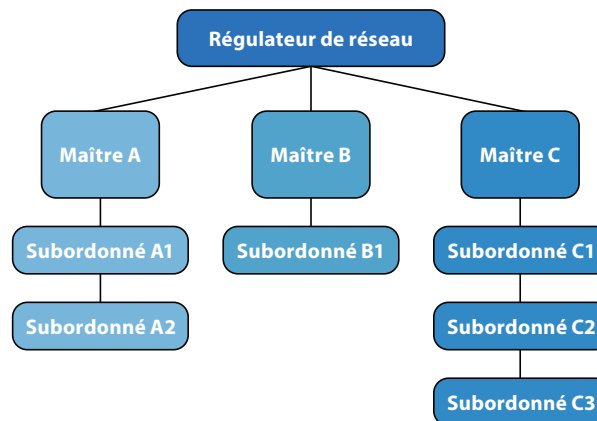 Régulateur de réseau
Maître A
Maître B
Maître C
Subordonné A1
Subordonné B1
Subordonné C1
Subordonné A2
Subordonné C2
Subordonné C3